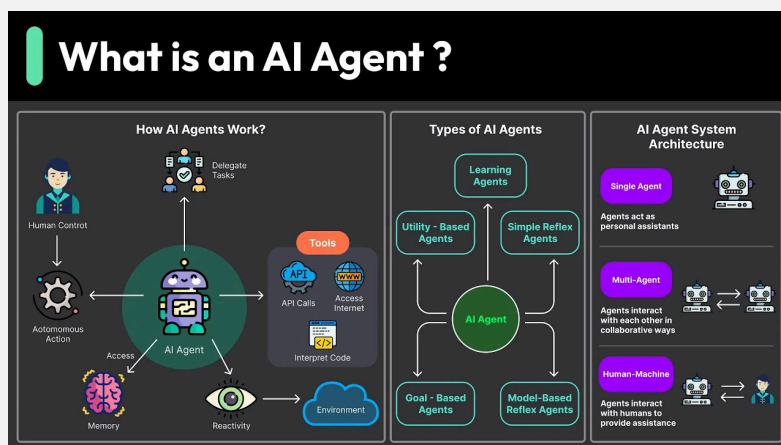 What is an AI Agent ?
How AI Agents Work?
Delegate
Tasks
Human Control
Tools
API
WWW
API Calls
Access
Internet
</>
Interpret Code
Aotomomous
Action
AI Agent
Access
Memory
Reactivity
Environment
Types of AI Agents
Learning
Agents
Utility - Based
Agents
Simple Reflex
Agents
AI Agent
Goal - Based
Agents
Model-Based
Reflex Agents
AI Agent System
Architecture
Single Agent
Agents act as
personal assistants
Multi-Agent
Agents interact
with each other in
collaborative ways
Human-Machine
Agents interact
with humans to
provide assistance